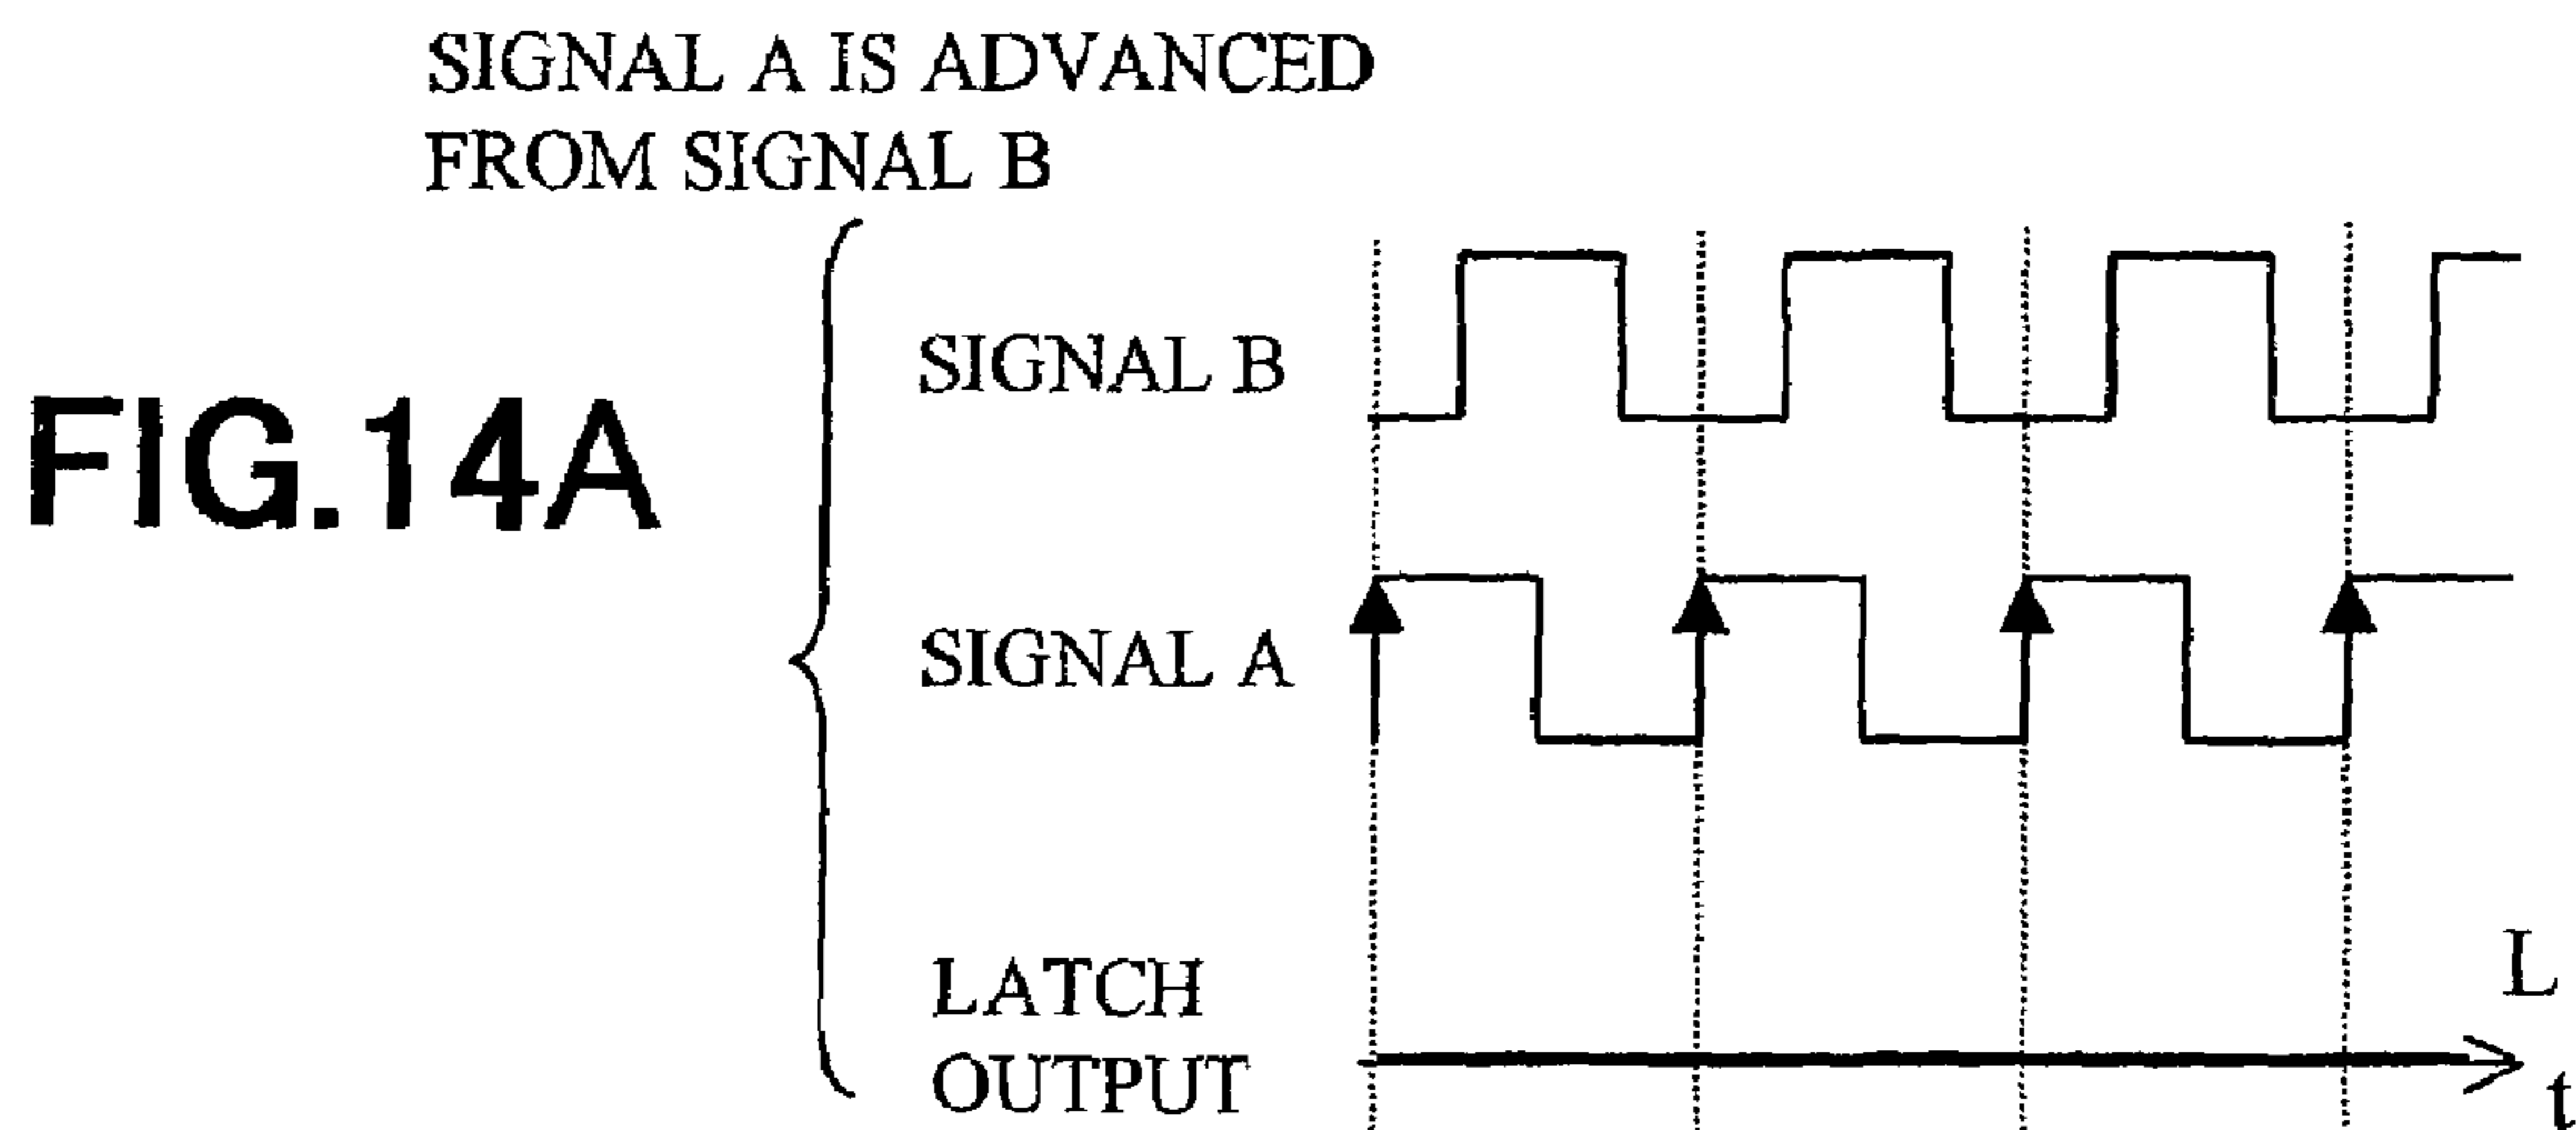 SIGNAL A IS ADVANCED
FROM SIGNAL B
FIG.14A
SIGNAL B
SIGNAL A
LATCH
OUTPUT
L
t